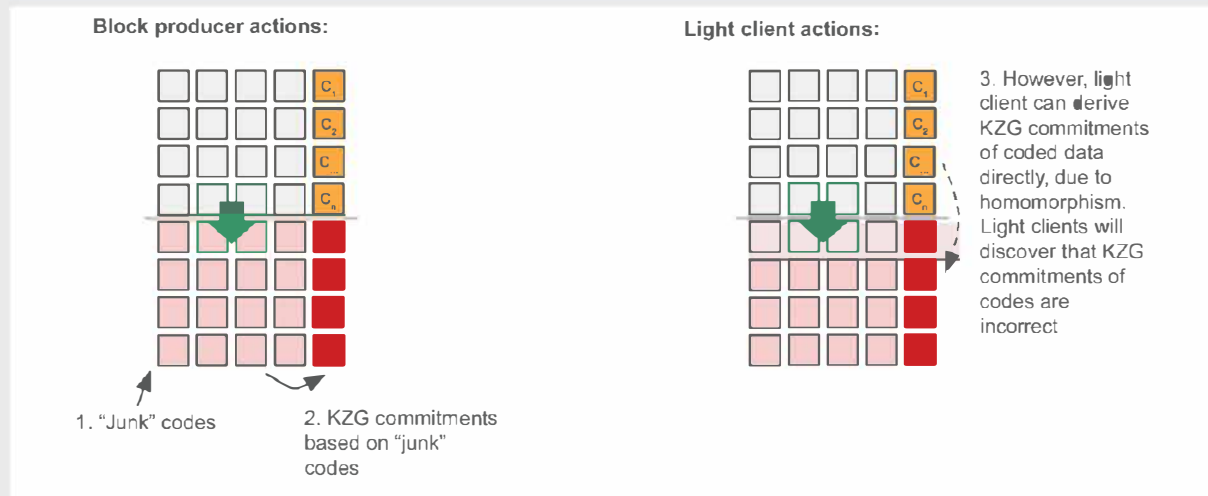 Block producer actions:
Light client actions:
C1
C2
C...
Cn
C1
C2
C...
Cn
1. “Junk” codes
2. KZG commitments
based on “junk”
codes
3. However, light
client can derive
KZG commitments
of coded data
directly, due to
homomorphism.
Light clients will
discover that KZG
commitments of
codes are
incorrect